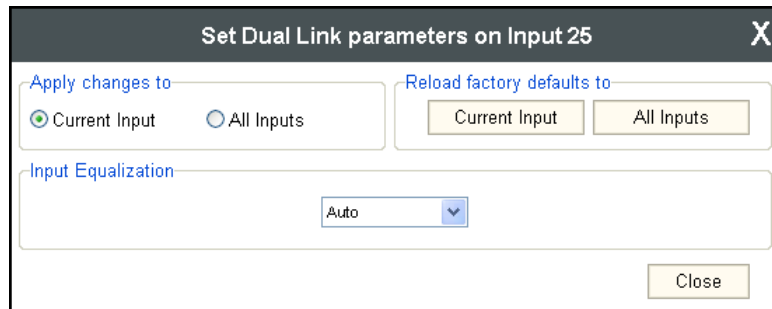 Set Dual Link parameters on Input 25 X
Apply changes to
Current Input All Inputs
Reload factory defaults to
Current Input All Inputs
Input Equalization
Auto
Close